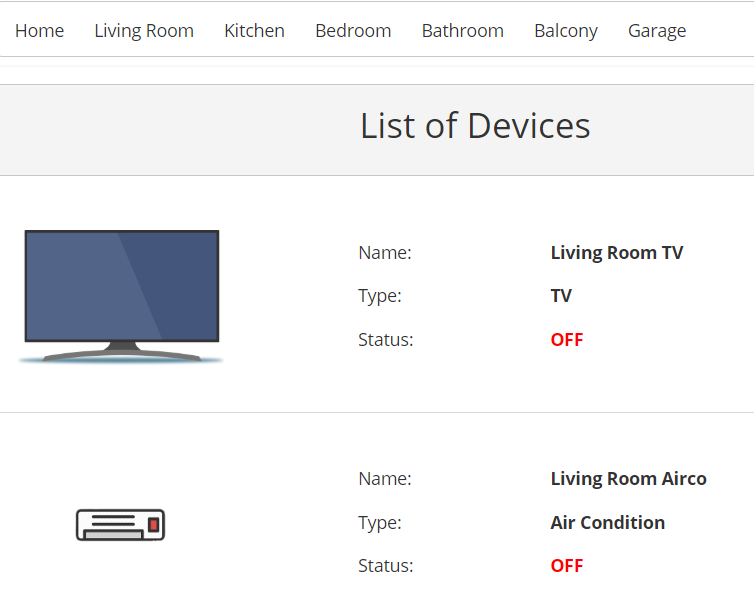 Home Living Room Kitchen Bedroom Bathroom Balcony Garage
List of Devices
Name: Living Room TV
Type: TV
Status: OFF
Name: Living Room Airco
Type: Air Condition
Status: OFF